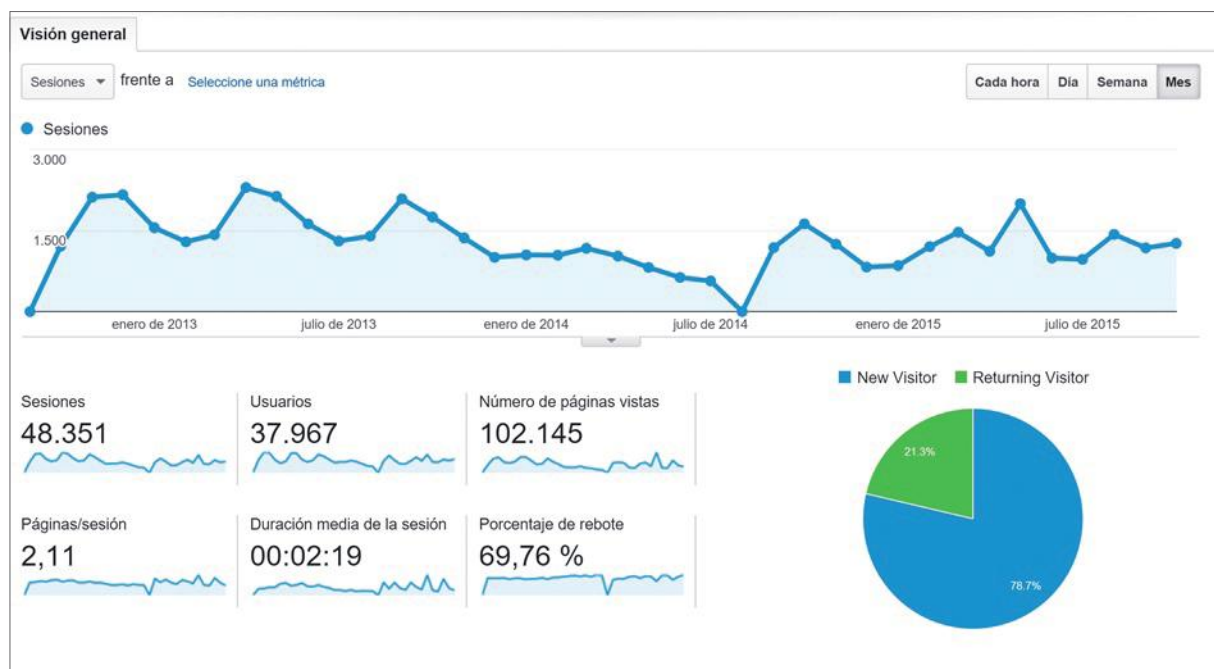 Visión general
Sesiones frente a Seleccione una métrica
Cada hora Día Semana Mes
Sesiones
3.000
1.500
enero de 2013 julio de 2013 enero de 2014 julio de 2014 enero de 2015 julio de 2015
New Visitor Returning Visitor
Sesiones Usuarios Número de páginas vistas
48.351 37.967 102.145
21.3%
Páginas/sesión Duración media de la sesión Porcentaje de rebote
2,11 00:02:19 69,76 %
78.7%